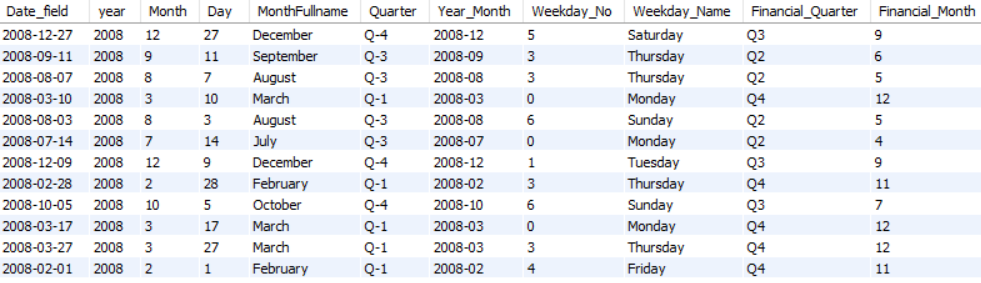 Date_field year Month Day MonthFullname Quarter Year_Month Weekday_No Weekday_Name Financial_Quarter Financial_Month
2008-12-27 2008 12 27 December Q-4 2008-12 5 Saturday Q3 9
2008-09-11 2008 9 11 September Q-3 2008-09 3 Thursday Q2 6
2008-08-07 2008 8 7 August Q-3 2008-08 3 Thursday Q2 5
2008-03-10 2008 3 10 March Q-1 2008-03 0 Monday Q4 12
2008-08-03 2008 8 3 August Q-3 2008-08 6 Sunday Q2 5
2008-07-14 2008 7 14 July Q-3 2008-07 0 Monday Q2 4
2008-12-09 2008 12 9 December Q-4 2008-12 1 Tuesday Q3 9
2008-02-28 2008 2 28 February Q-1 2008-02 3 Thursday Q4 11
2008-10-05 2008 10 5 October Q-4 2008-10 6 Sunday Q3 7
2008-03-17 2008 3 17 March Q-1 2008-03 0 Monday Q4 12
2008-03-27 2008 3 27 March Q-1 2008-03 3 Thursday Q4 12
2008-02-01 2008 2 1 February Q-1 2008-02 4 Friday Q4 11